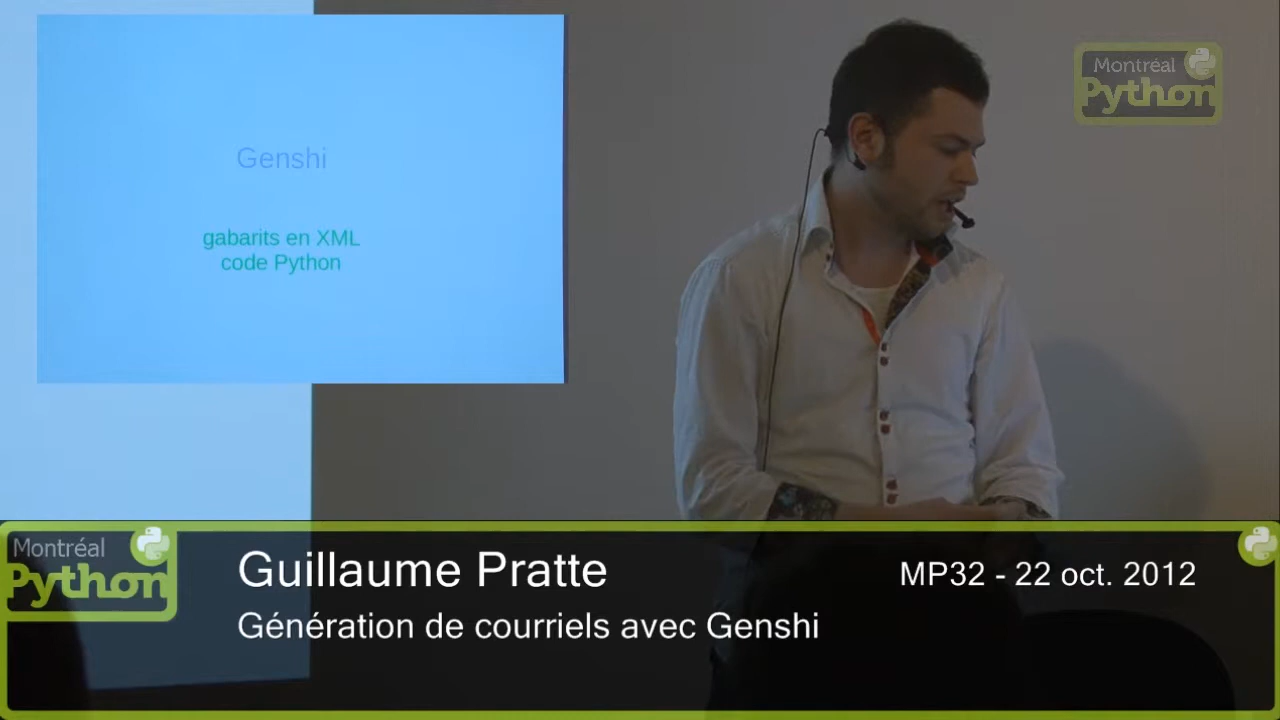 Genshi
gabarits en XML
code Python
Montréal
Python
Montréal
Python
Guillaume Pratte
MP32 - 22 oct. 2012
Génération de courriels avec Genshi